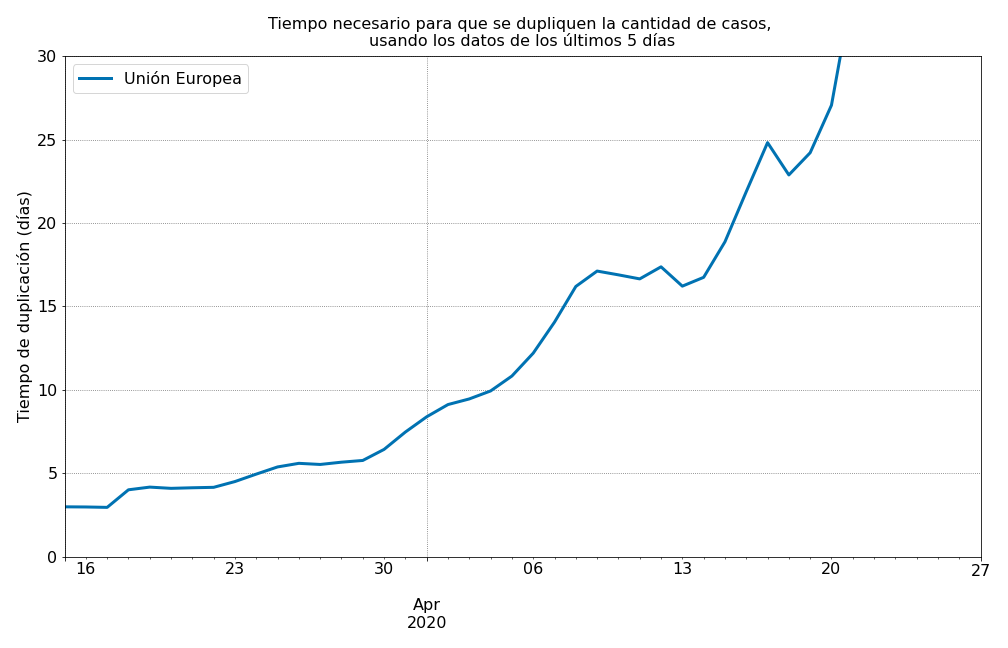 Tiempo necesario para que se dupliquen la cantidad de casos,
usando los datos de los últimos 5 días
Unión Europea
Tiempo de duplicación (días)
30
25
20
15
10
5
0
16 23 30 06 13 20 27
Apr
2020